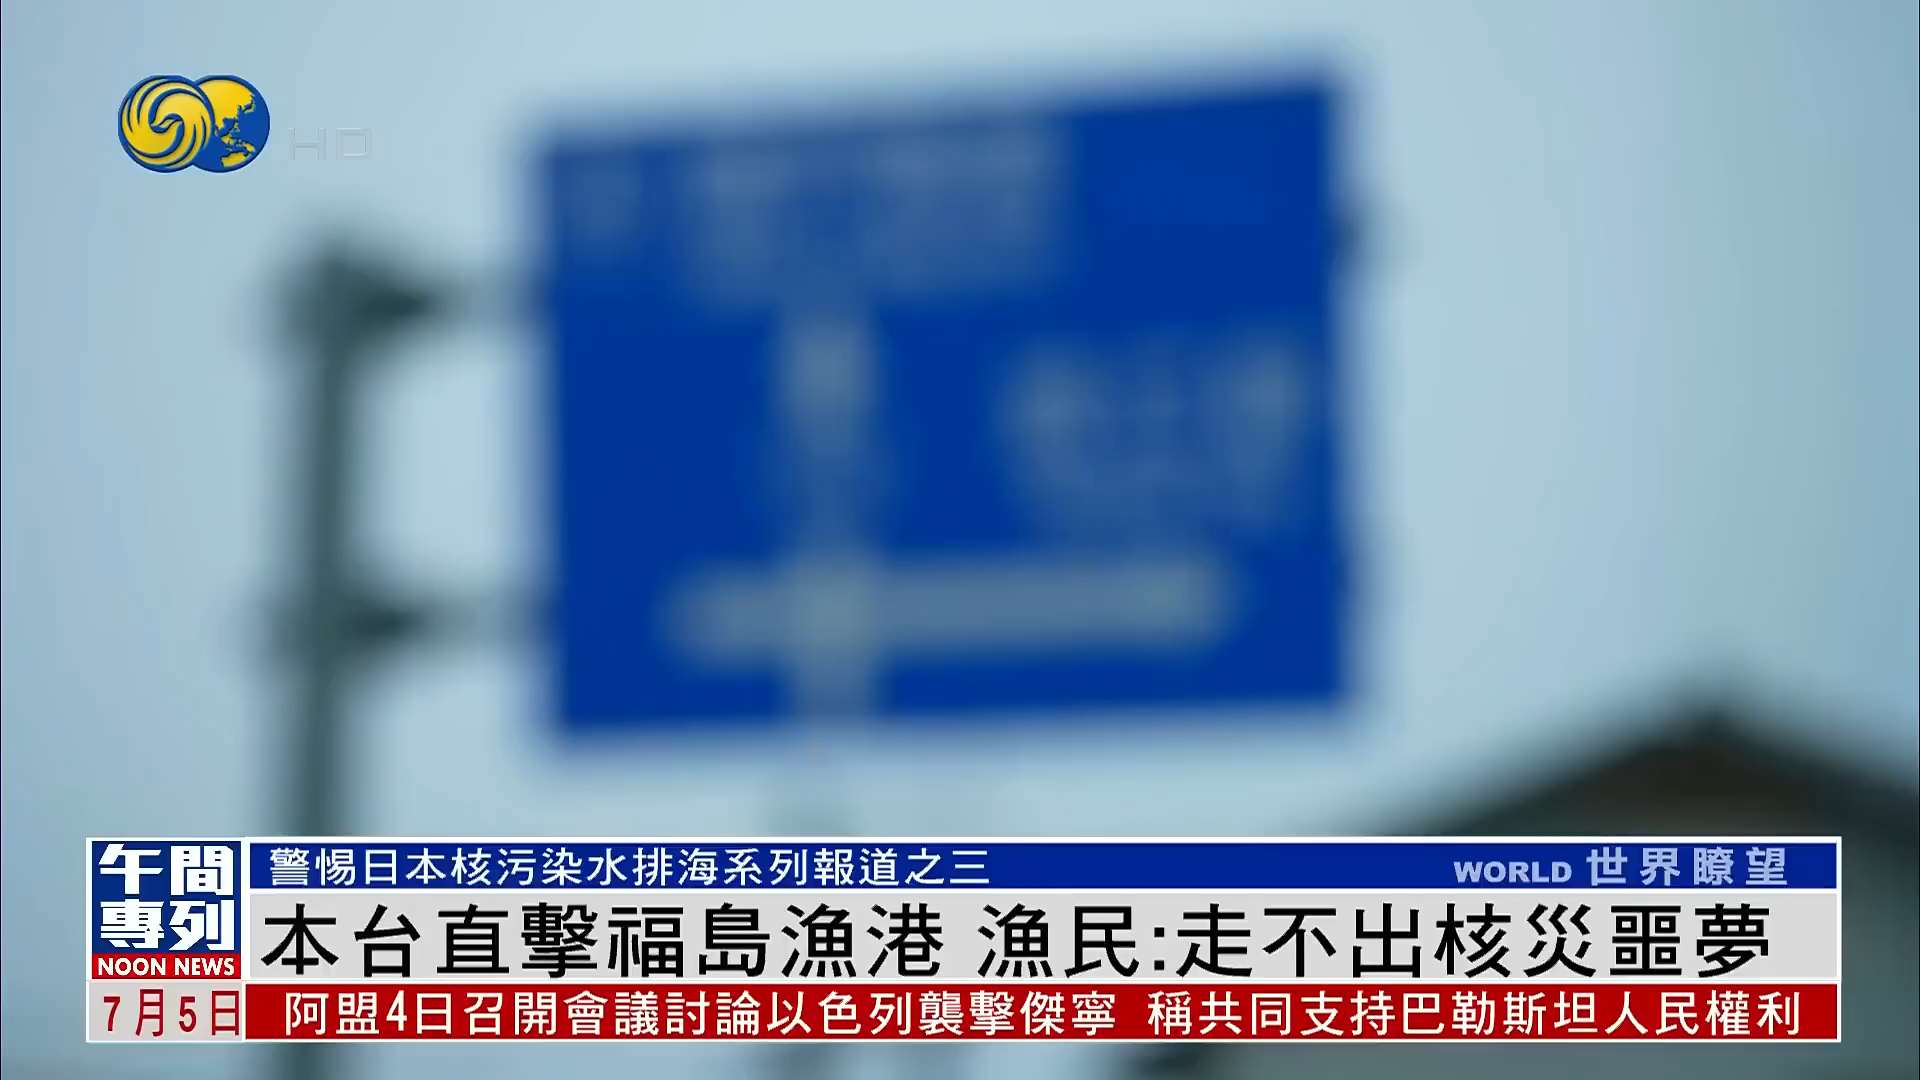 HD
午間專列
NOON NEWS
7月5日
警惕日本核污染水排海系列報道之三
WORLD 世界瞭望
本台直擊福島漁港 漁民:走不出核災噩夢
阿盟4日召開會議討論以色列襲擊傑寧 稱共同支持巴勒斯坦人民權利